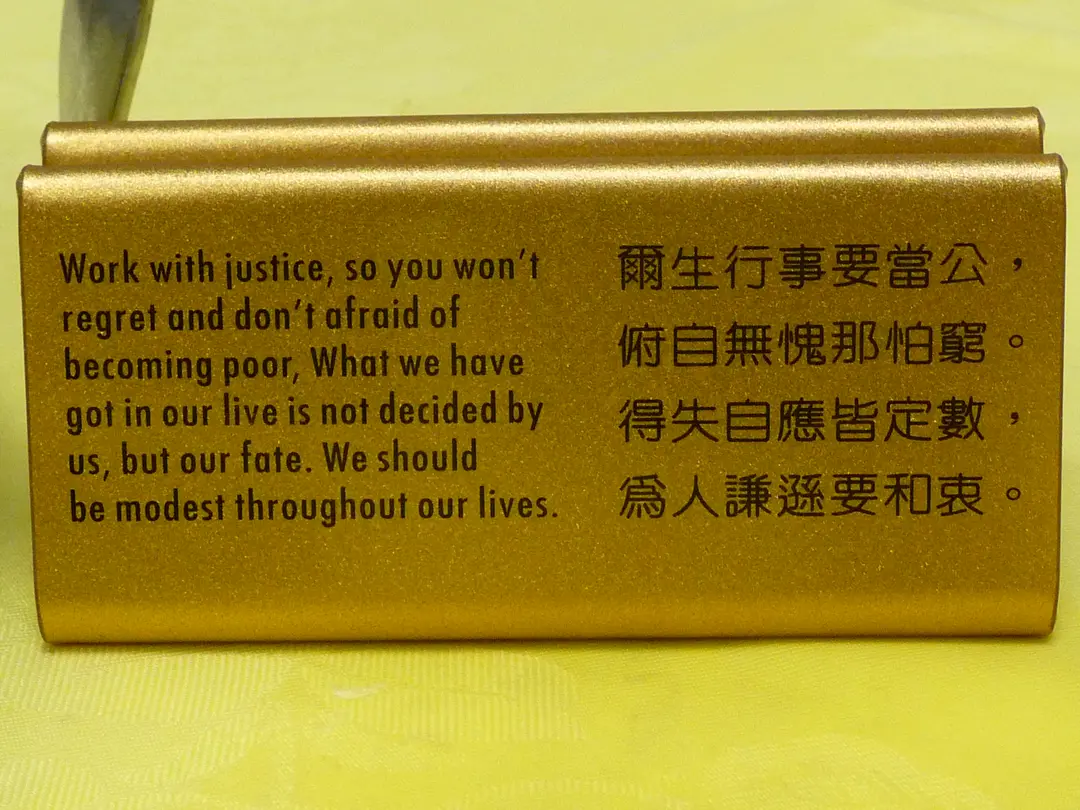 Work with justice, so you won't
regret and don't afraid of
becoming poor, What we have
got in our live is not decided by
us, but our fate. We should
be modest throughout our lives.
爾生行事要當公，
俯自無愧那怕窮。
得失自應皆定數，
為人謙遜要和衷。